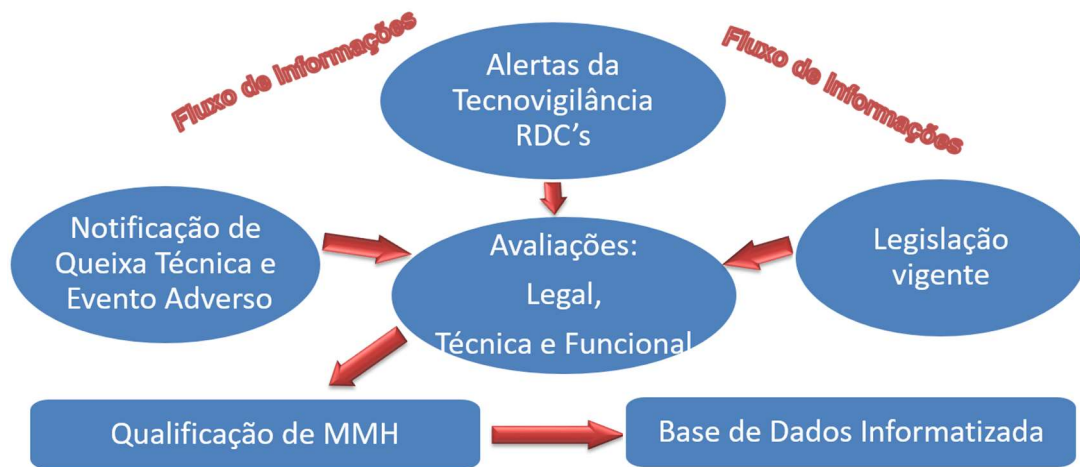 Fluxo de Informações
Fluxo de Informações
Alertas da
Tecnovigilância
RDC’s
Notificação de
Queixa Técnica e
Evento Adverso
Avaliações:
Legal,
Técnica e Funcional
Legislação
vigente
Qualificação de MMH
Base de Dados Informatizada